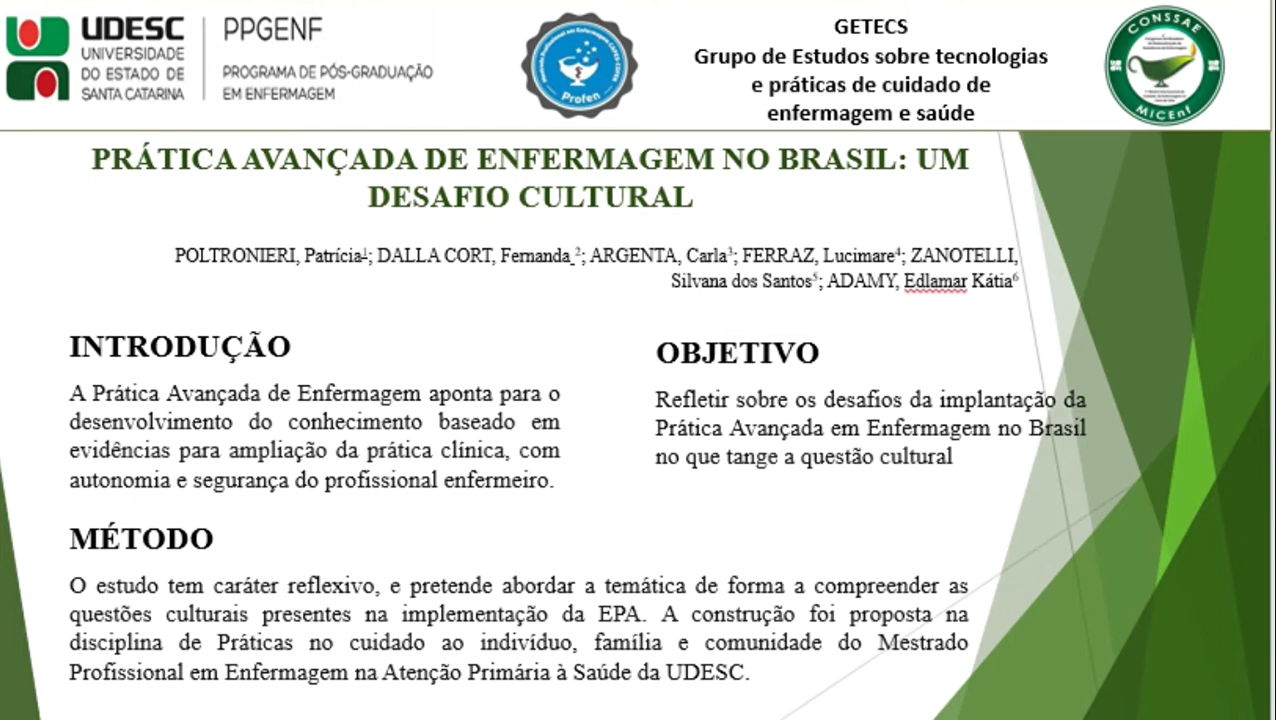 UDESC
UNIVERSIDADE
DO ESTADO DE
SANTA CATARINA
PPGENF
PROGRAMA DE PÓS-GRADUAÇÃO
EM ENFERMAGEM
Profen
GETECS
Grupo de Estudos sobre tecnologias
e práticas de cuidado de
enfermagem e saúde
CONSSAE
MICEnf
PRÁTICA AVANÇADA DE ENFERMAGEM NO BRASIL: UM
DESAFIO CULTURAL
POLTRONIERI, Patrícia¹; DALLA CORT, Fernanda ²; ARGENTA, Carla³; FERRAZ, Lucimare⁴; ZANOTELLI,
Silvana dos Santos⁵; ADAMY, Edlamar Kátia⁶
INTRODUÇÃO
A Prática Avançada de Enfermagem aponta para o
desenvolvimento do conhecimento baseado em
evidências para ampliação da prática clínica, com
autonomia e segurança do profissional enfermeiro.
OBJETIVO
Refletir sobre os desafios da implantação da
Prática Avançada em Enfermagem no Brasil
no que tange a questão cultural
MÉTODO
O estudo tem caráter reflexivo, e pretende abordar a temática de forma a compreender as
questões culturais presentes na implementação da EPA. A construção foi proposta na
disciplina de Práticas no cuidado ao indivíduo, família e comunidade do Mestrado
Profissional em Enfermagem na Atenção Primária à Saúde da UDESC.